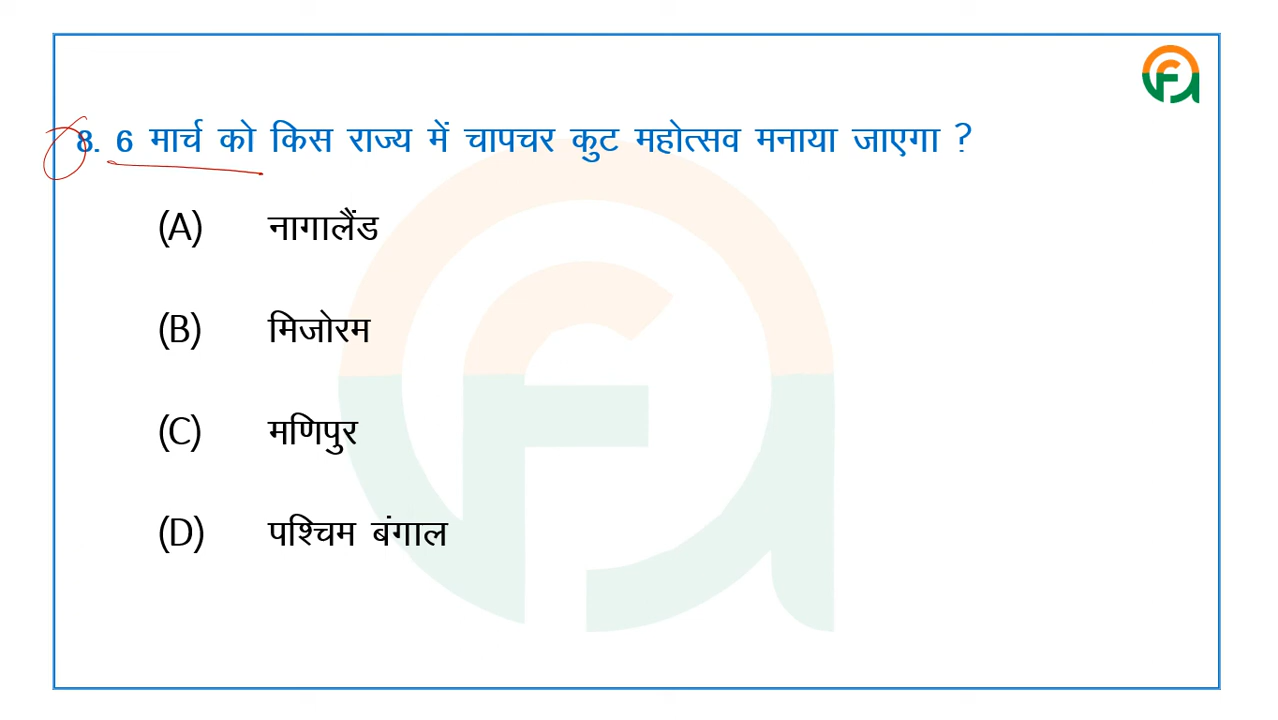 8. 6 मार्च को किस राज्य में चापचर कुट महोत्सव मनाया जाएगा ?
(A) नागालैंड
(B) मिजोरम
(C) मणिपुर
(D) पश्चिम बंगाल